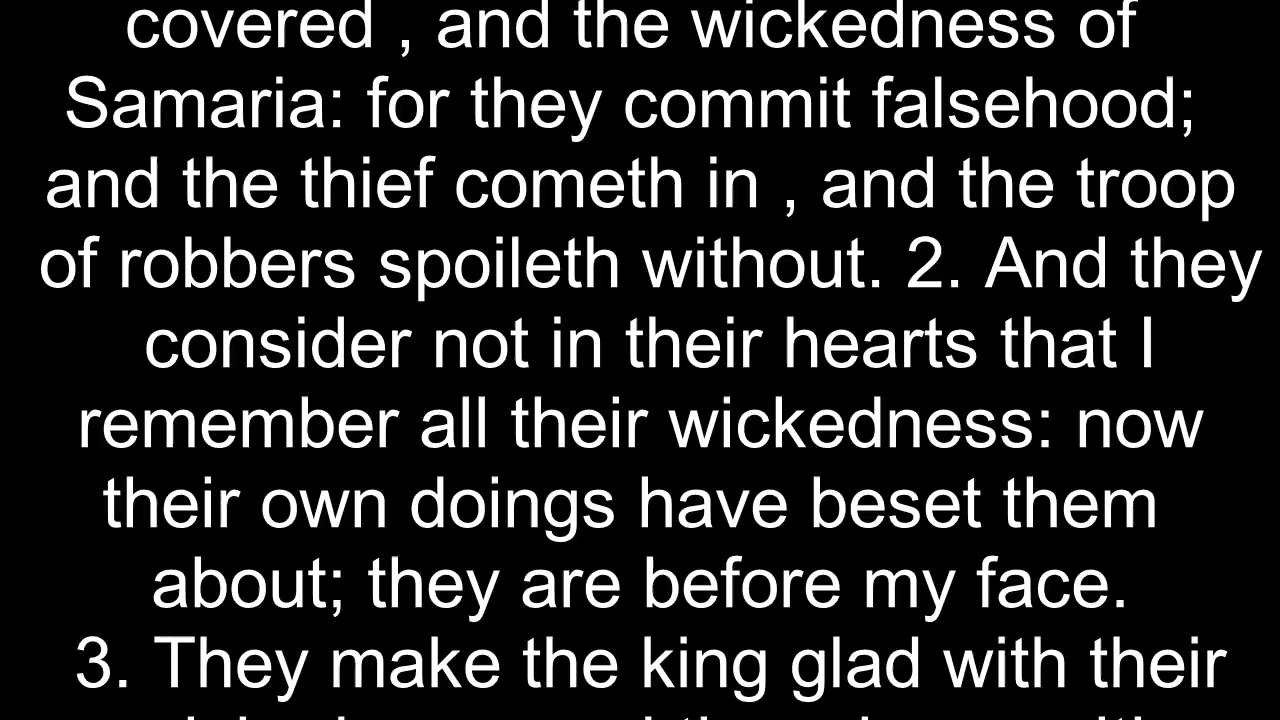 covered , and the wickedness of
Samaria: for they commit falsehood;
and the thief cometh in , and the troop
of robbers spoileth without. 2. And they
consider not in their hearts that I
remember all their wickedness: now
their own doings have beset them
about; they are before my face.
3. They make the king glad with their